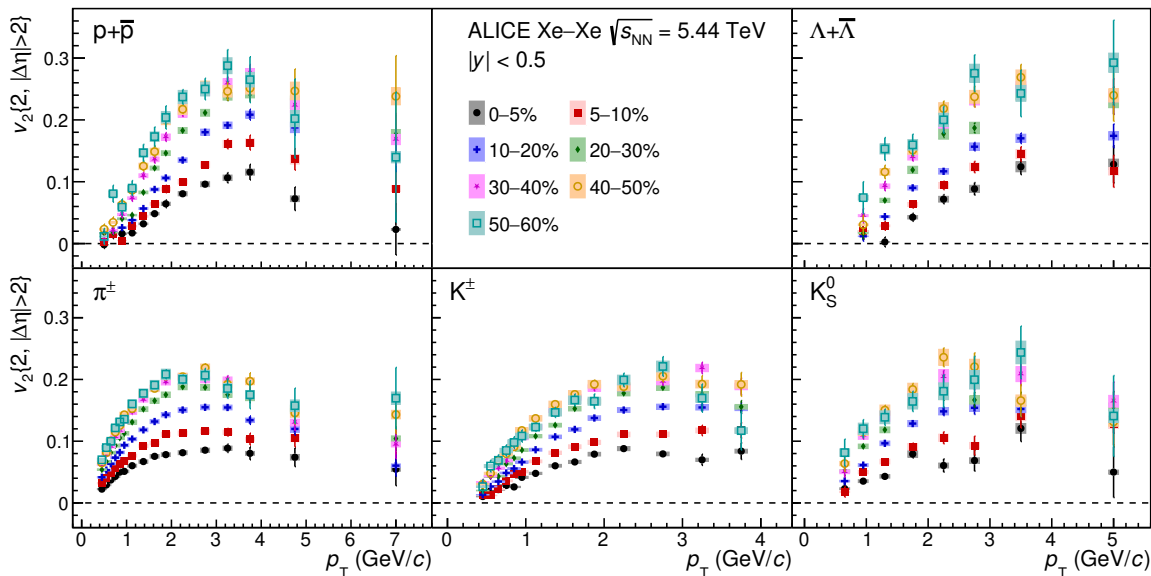 p+p̅
ALICE Xe–Xe √sNN = 5.44 TeV
|y| < 0.5
0–5%
5–10%
10–20%
20–30%
30–40%
40–50%
50–60%
Λ+Λ̅
v2{2, |Δη|>2}
0.3
0.2
0.1
0
π±
K±
K0S
v2{2, |Δη|>2}
0.3
0.2
0.1
0
0 1 2 3 4 5 6 7
pT (GeV/c)
0 1 2 3 4
pT (GeV/c)
0 1 2 3 4 5
pT (GeV/c)